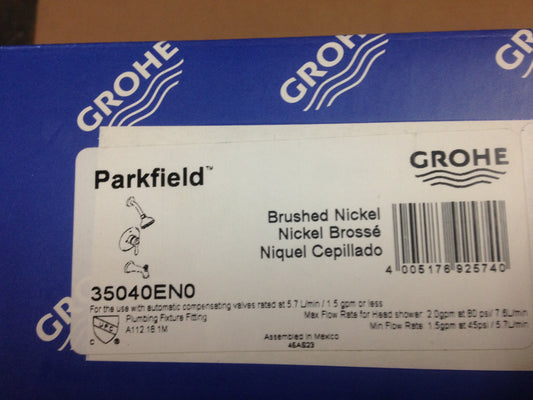 GROHE
GROHE
GROHE
Parkfield™
GROHE
Brushed Nickel
Nickel Brossé
Niquel Cepillado
4 005176 925740
35040EN0
For the use with automatic compensating valves rated at 5.7 L/min / 1.5 gpm or less
Plumbing Fixture Fitting
A112.18.1M
Max Flow Rate for Head shower: 2.0gpm at 80 psi/ 7.6L/min
Min Flow Rate: 1.5gpm at 45psi / 5.7L/min
UPC
C ®
Assembled in Mexico
45AS23
GRO